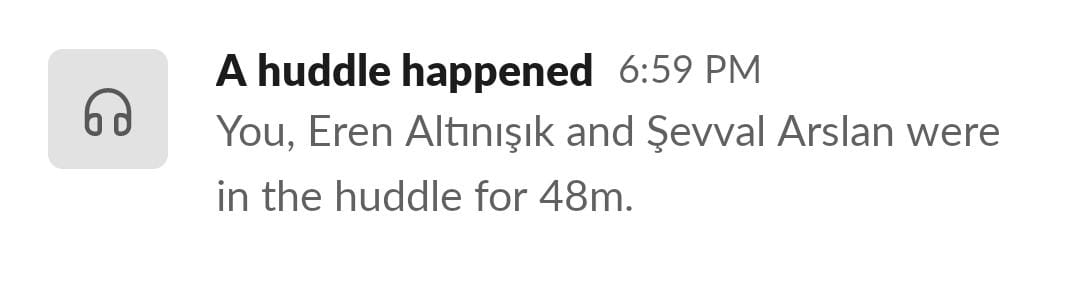 A huddle happened 6:59 PM
You, Eren Altınışık and Şevval Arslan were
in the huddle for 48m.